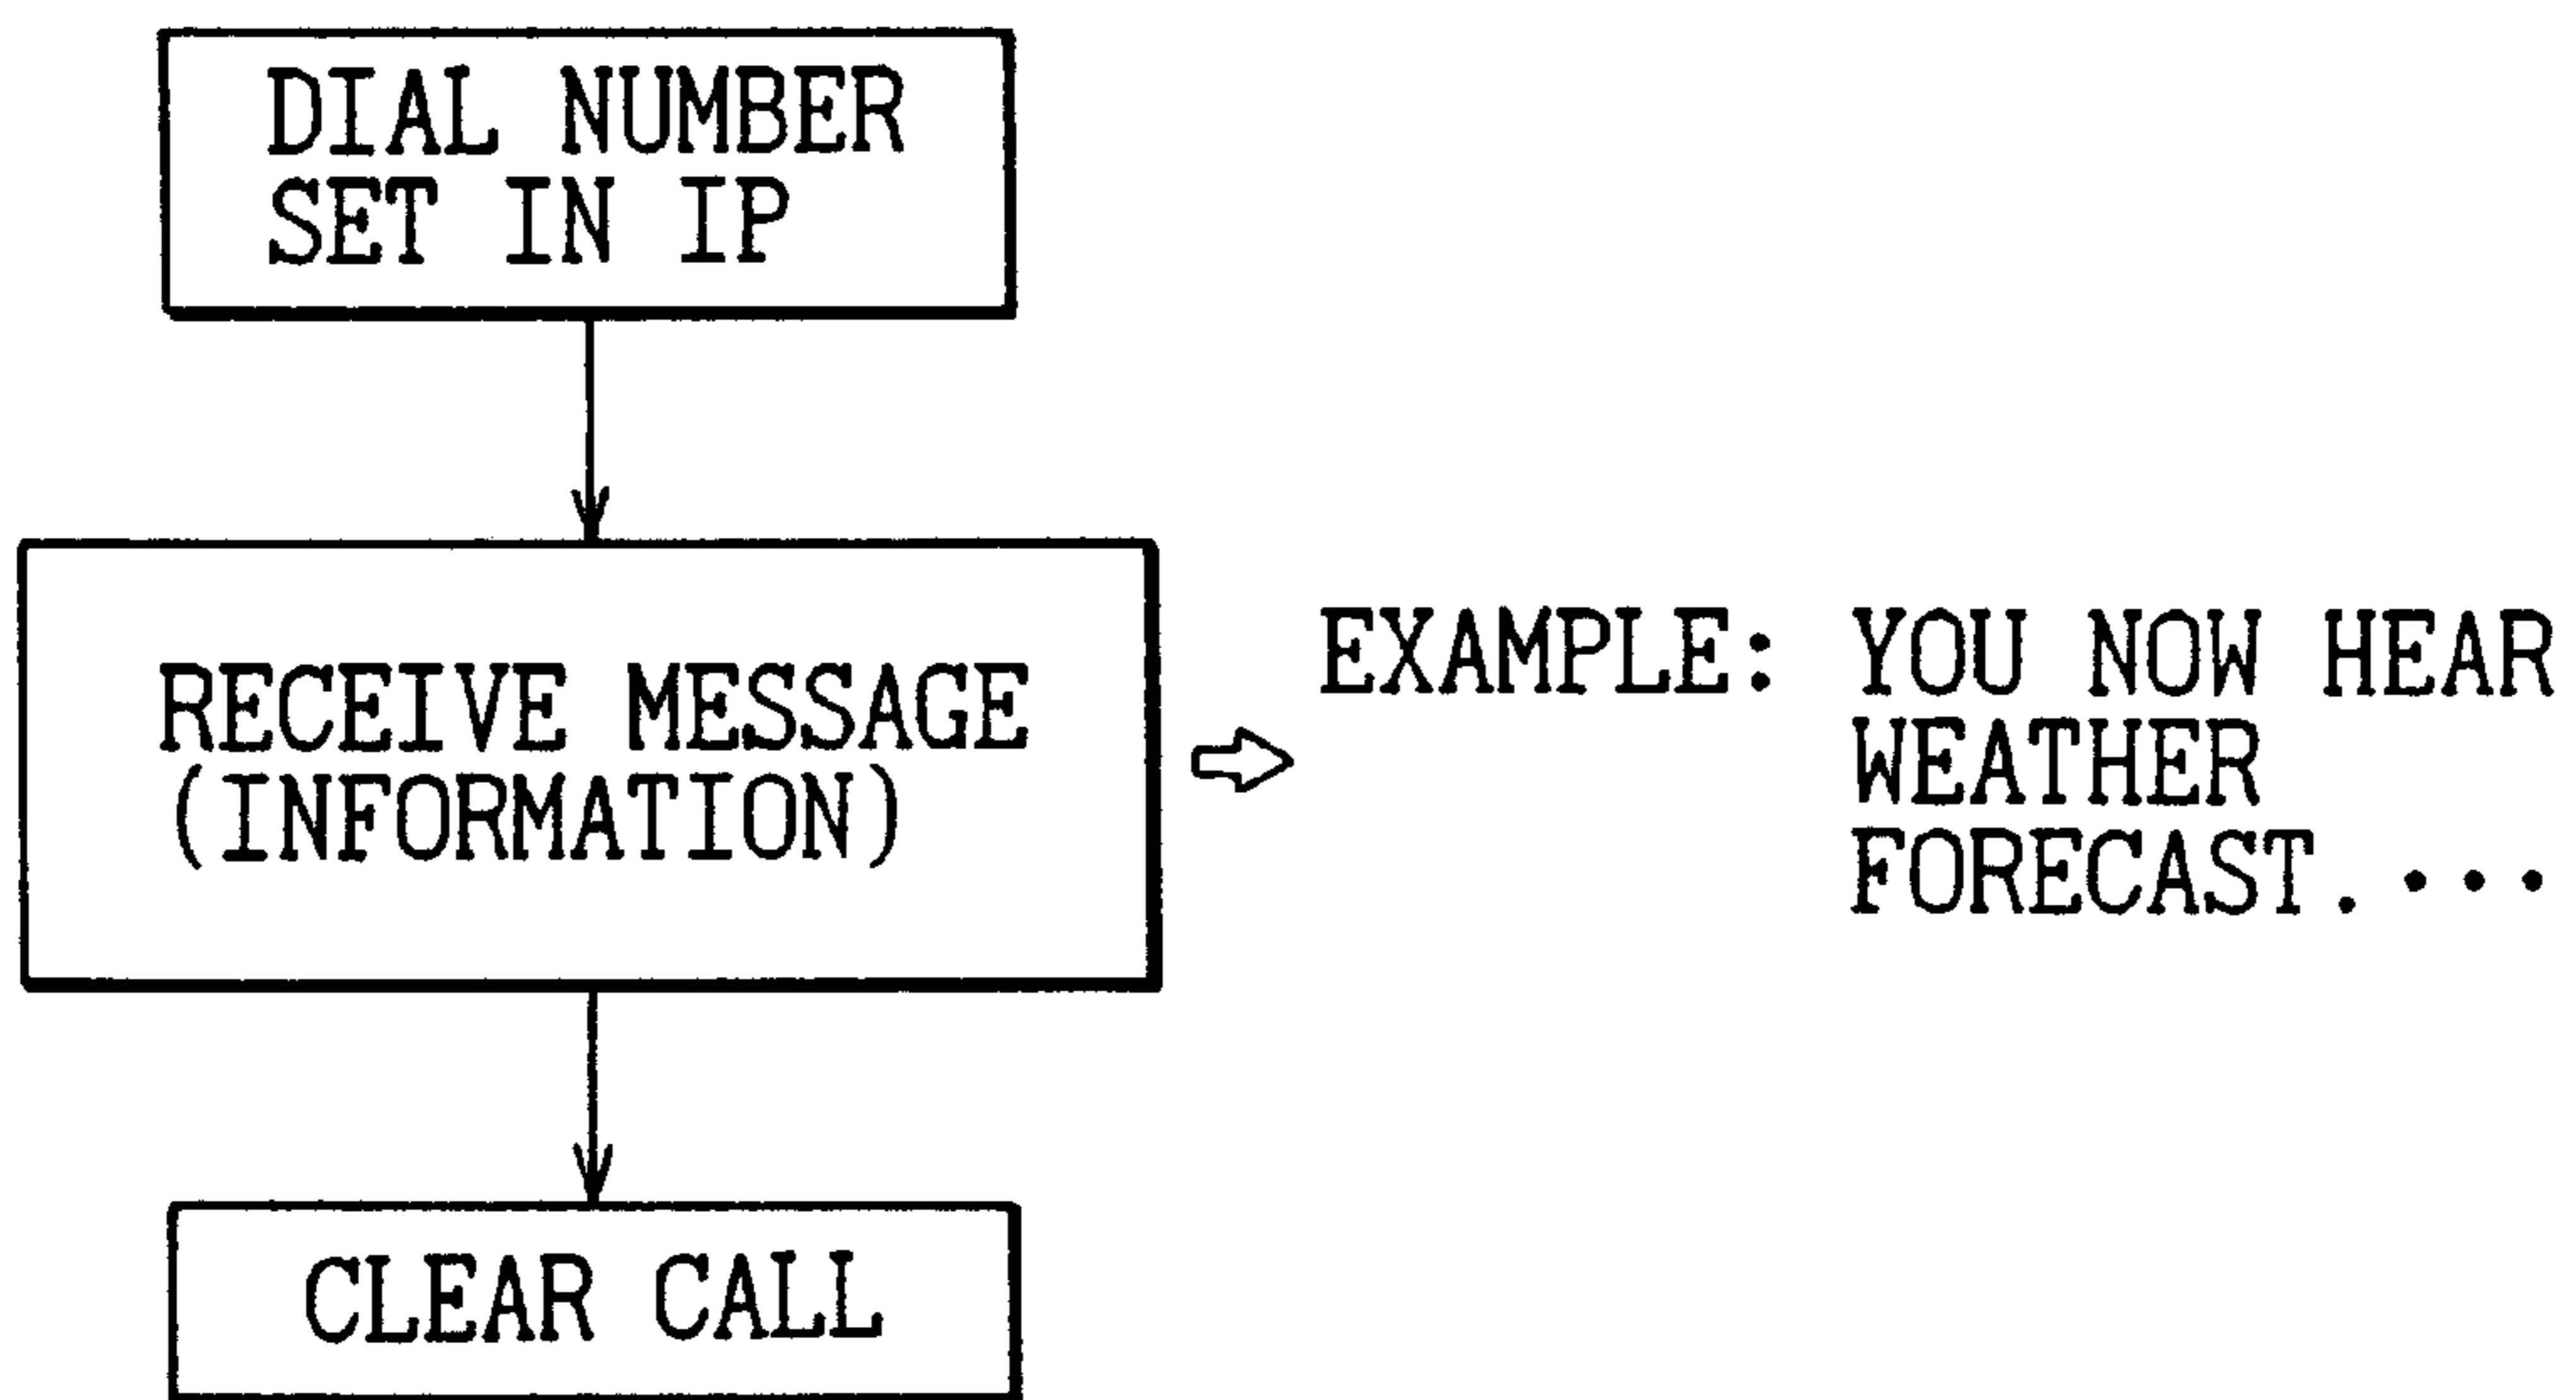 DIAL NUMBER
SET IN IP
RECEIVE MESSAGE
(INFORMATION)
EXAMPLE: YOU NOW HEAR
WEATHER
FORECAST. ···
CLEAR CALL